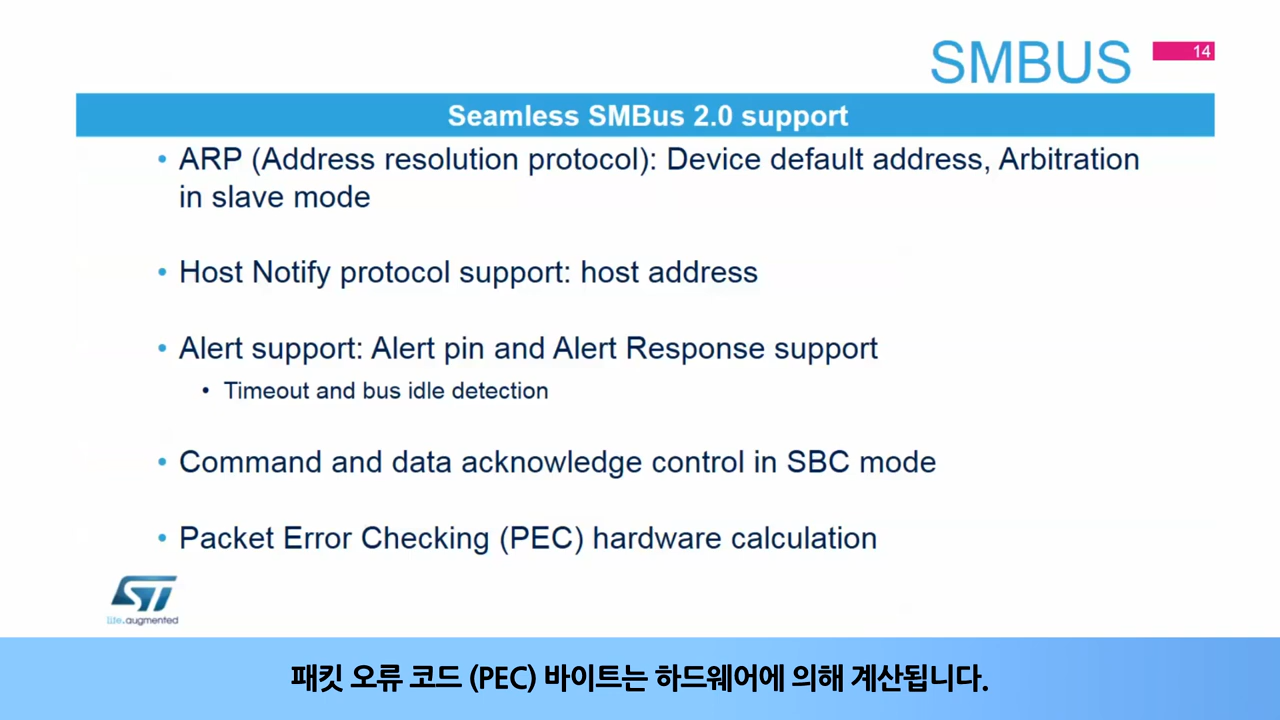 SMBUS
14
Seamless SMBus 2.0 support
• ARP (Address resolution protocol): Device default address, Arbitration
in slave mode
• Host Notify protocol support: host address
• Alert support: Alert pin and Alert Response support
• Timeout and bus idle detection
• Command and data acknowledge control in SBC mode
• Packet Error Checking (PEC) hardware calculation
ST
life.augmented
패킷 오류 코드 (PEC) 바이트는 하드웨어에 의해 계산됩니다.